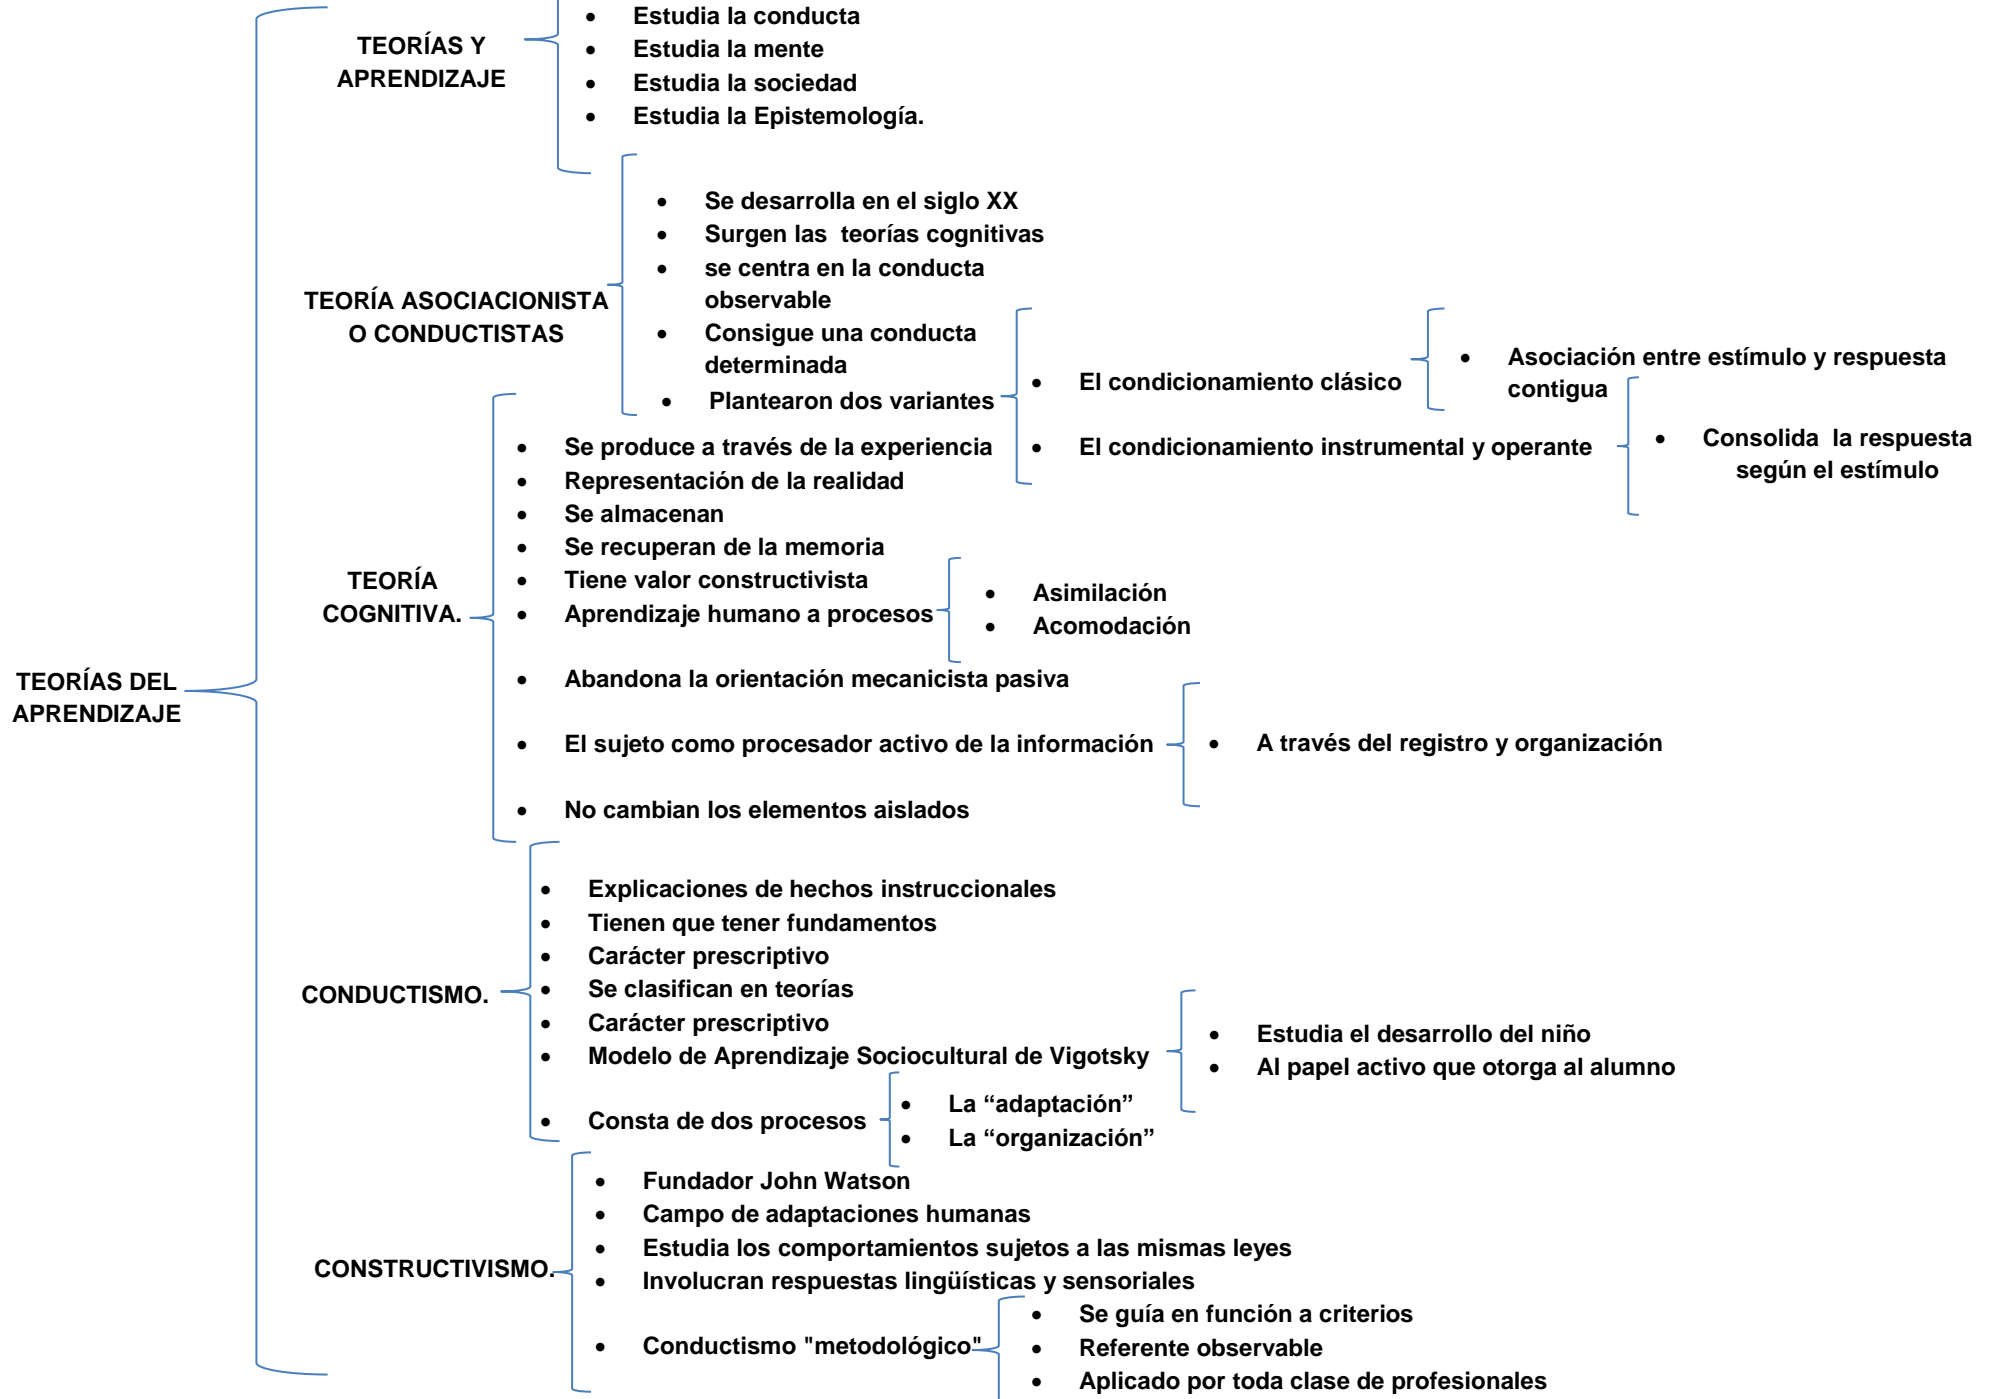 TEORÍAS DEL
APRENDIZAJE
TEORÍAS Y
APRENDIZAJE
• Estudia la conducta
• Estudia la mente
• Estudia la sociedad
• Estudia la Epistemología.
TEORÍA ASOCIACIONISTA
O CONDUCTISTAS
• Se desarrolla en el siglo XX
• Surgen las  teorías cognitivas
• se centra en la conducta
observable
• Consigue una conducta
determinada
• Plantearon dos variantes
• El condicionamiento clásico
• Asociación entre estímulo y respuesta
contigua
• El condicionamiento instrumental y operante
• Consolida  la respuesta
según el estímulo
TEORÍA
COGNITIVA.
• Se produce a través de la experiencia
• Representación de la realidad
• Se almacenan
• Se recuperan de la memoria
• Tiene valor constructivista
• Aprendizaje humano a procesos
• Asimilación
• Acomodación
• Abandona la orientación mecanicista pasiva
• El sujeto como procesador activo de la información
• A través del registro y organización
• No cambian los elementos aislados
CONDUCTISMO.
• Explicaciones de hechos instruccionales
• Tienen que tener fundamentos
• Carácter prescriptivo
• Se clasifican en teorías
• Carácter prescriptivo
• Modelo de Aprendizaje Sociocultural de Vigotsky
• Estudia el desarrollo del niño
• Al papel activo que otorga al alumno
• Consta de dos procesos
• La “adaptación”
• La “organización”
CONSTRUCTIVISMO.
• Fundador John Watson
• Campo de adaptaciones humanas
• Estudia los comportamientos sujetos a las mismas leyes
• Involucran respuestas lingüísticas y sensoriales
• Conductismo "metodológico"
• Se guía en función a criterios
• Referente observable
• Aplicado por toda clase de profesionales